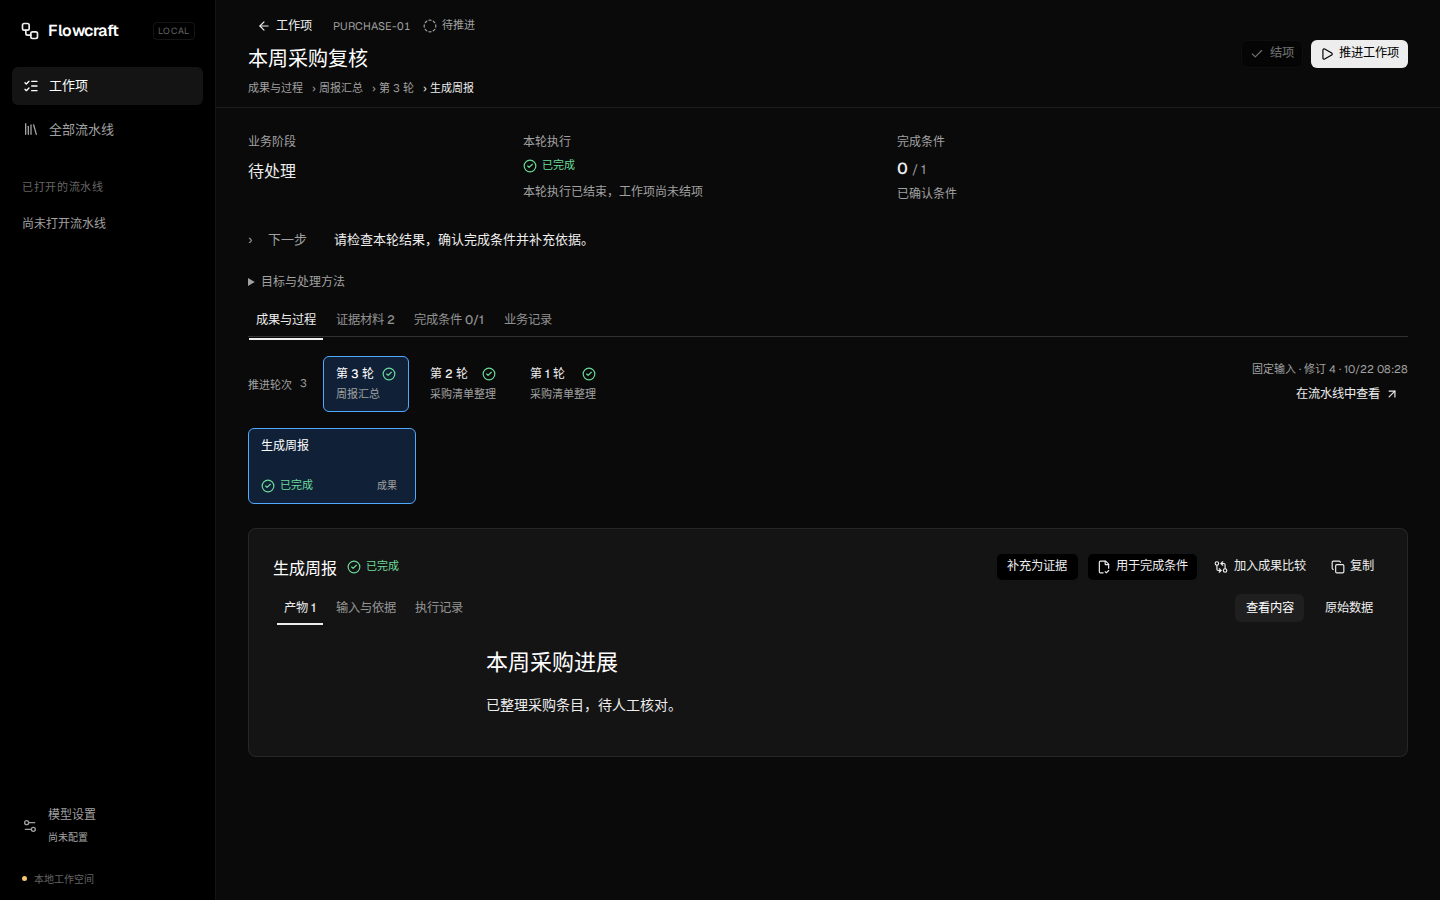 Flowcraft
LOCAL
工作项
全部流水线
已打开的流水线
尚未打开流水线
模型设置
尚未配置
本地工作空间
工作项 PURCHASE-01 待推进
本周采购复核
成果与过程 › 周报汇总 › 第 3 轮 › 生成周报
结项
推进工作项
业务阶段
待处理
本轮执行
已完成
本轮执行已结束，工作项尚未结项
完成条件
0 / 1
已确认条件
› 下一步 请检查本轮结果，确认完成条件并补充依据。
目标与处理方法
成果与过程 证据材料 2 完成条件 0/1 业务记录
推进轮次 3
第 3 轮
周报汇总
第 2 轮
采购清单整理
第 1 轮
采购清单整理
固定输入 · 修订 4 · 10/22 08:28
在流水线中查看
生成周报
已完成 成果
生成周报 已完成
补充为证据 用于完成条件 加入成果比较 复制
产物 1 输入与依据 执行记录
查看内容 原始数据
本周采购进展
已整理采购条目，待人工核对。